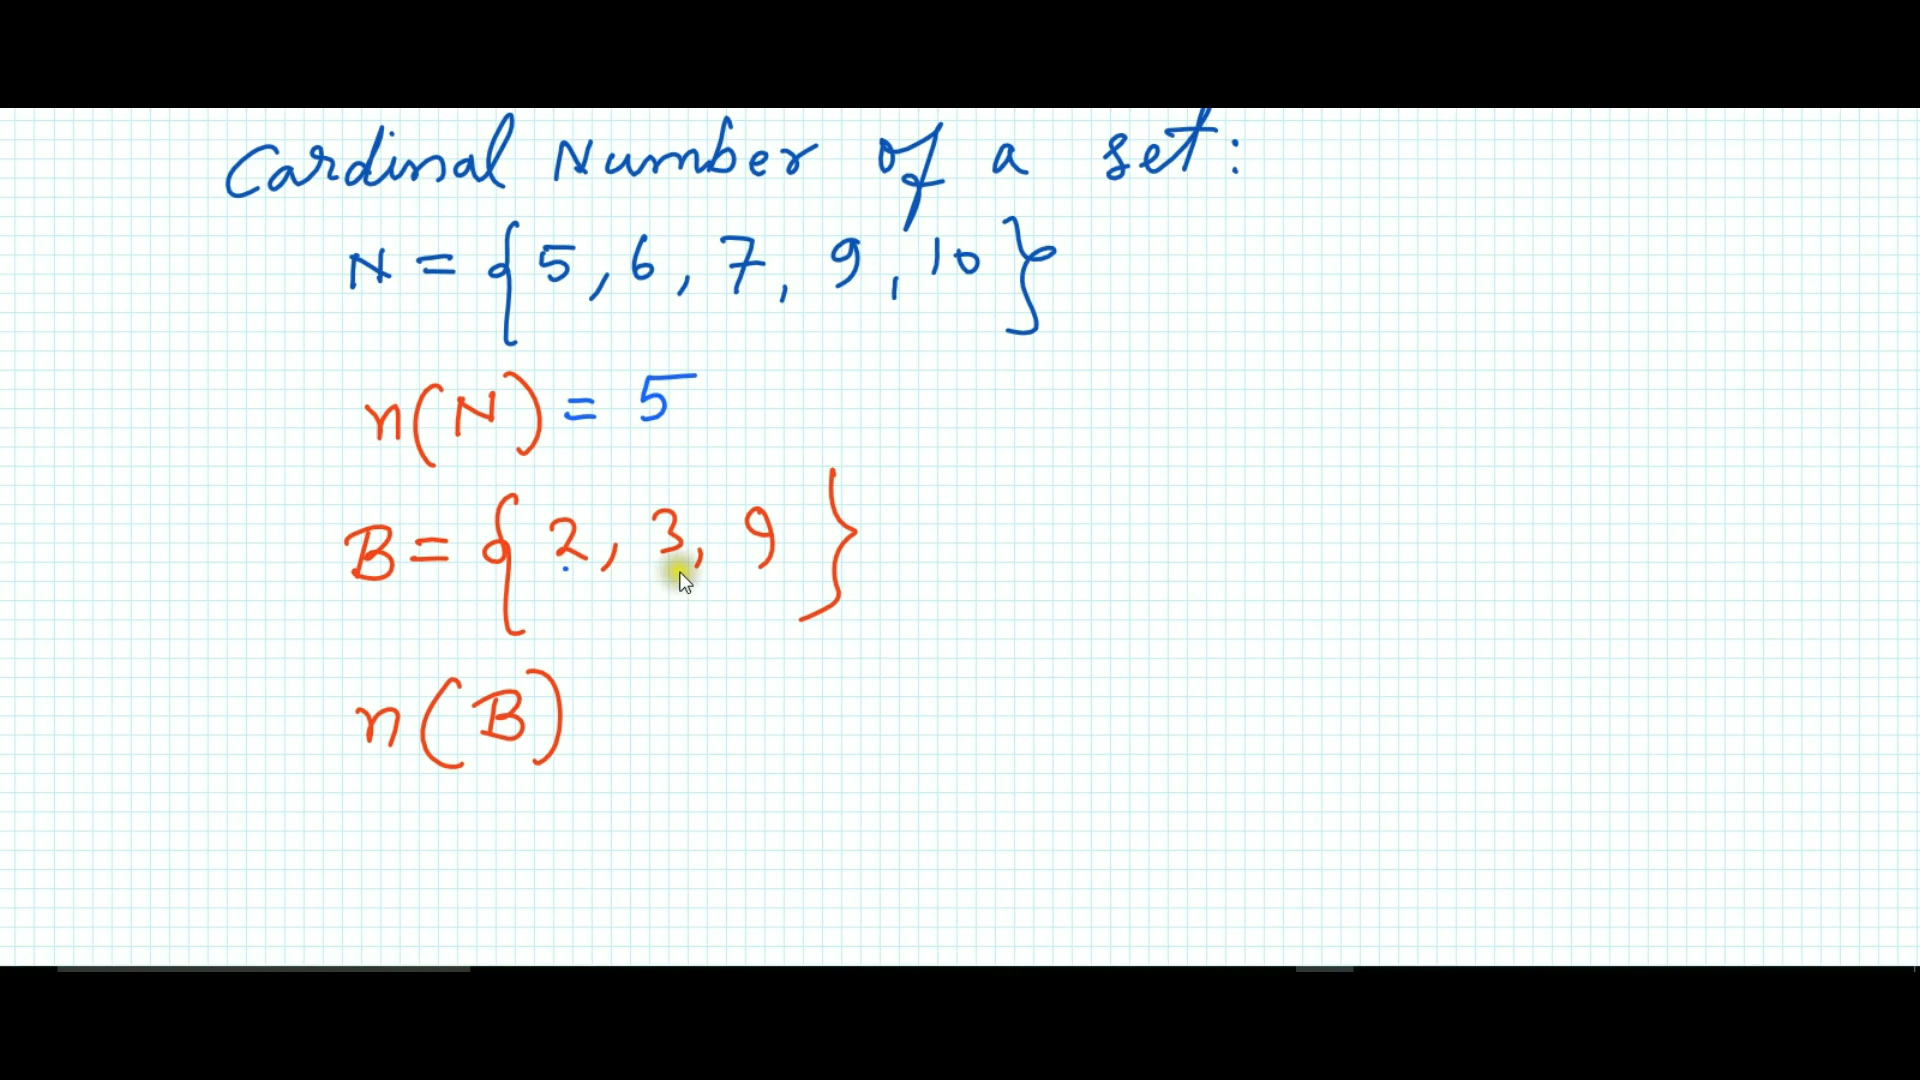 Cardinal Number of a set:
N = {5, 6, 7, 9, 10}
n(N) = 5
B = {2, 3, 9}
n(B)